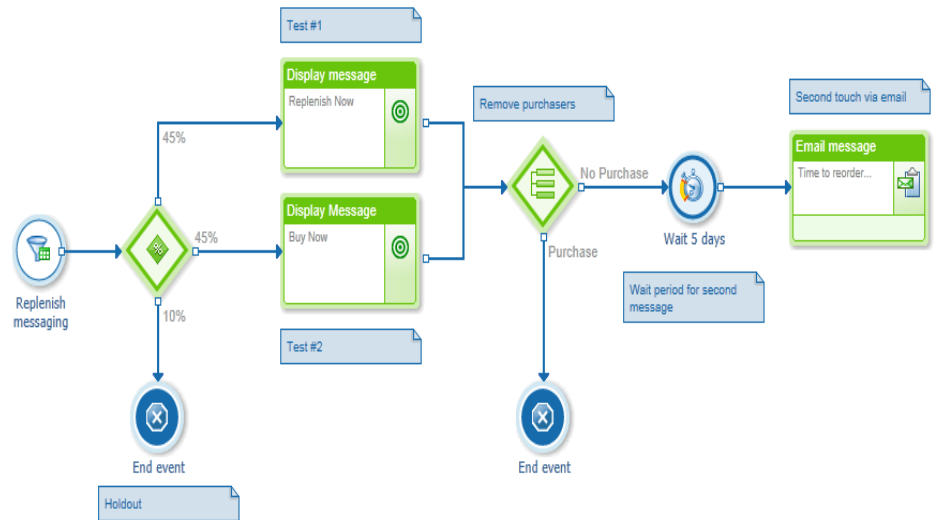 Test #1
Display message
Replenish Now
45%
Remove purchasers
Second touch via email
Email message
Time to reorder...
No Purchase
Display Message
Buy Now
45%
Wait 5 days
Purchase
Replenish
messaging
10%
Wait period for second
message
Test #2
End event
End event
Holdout